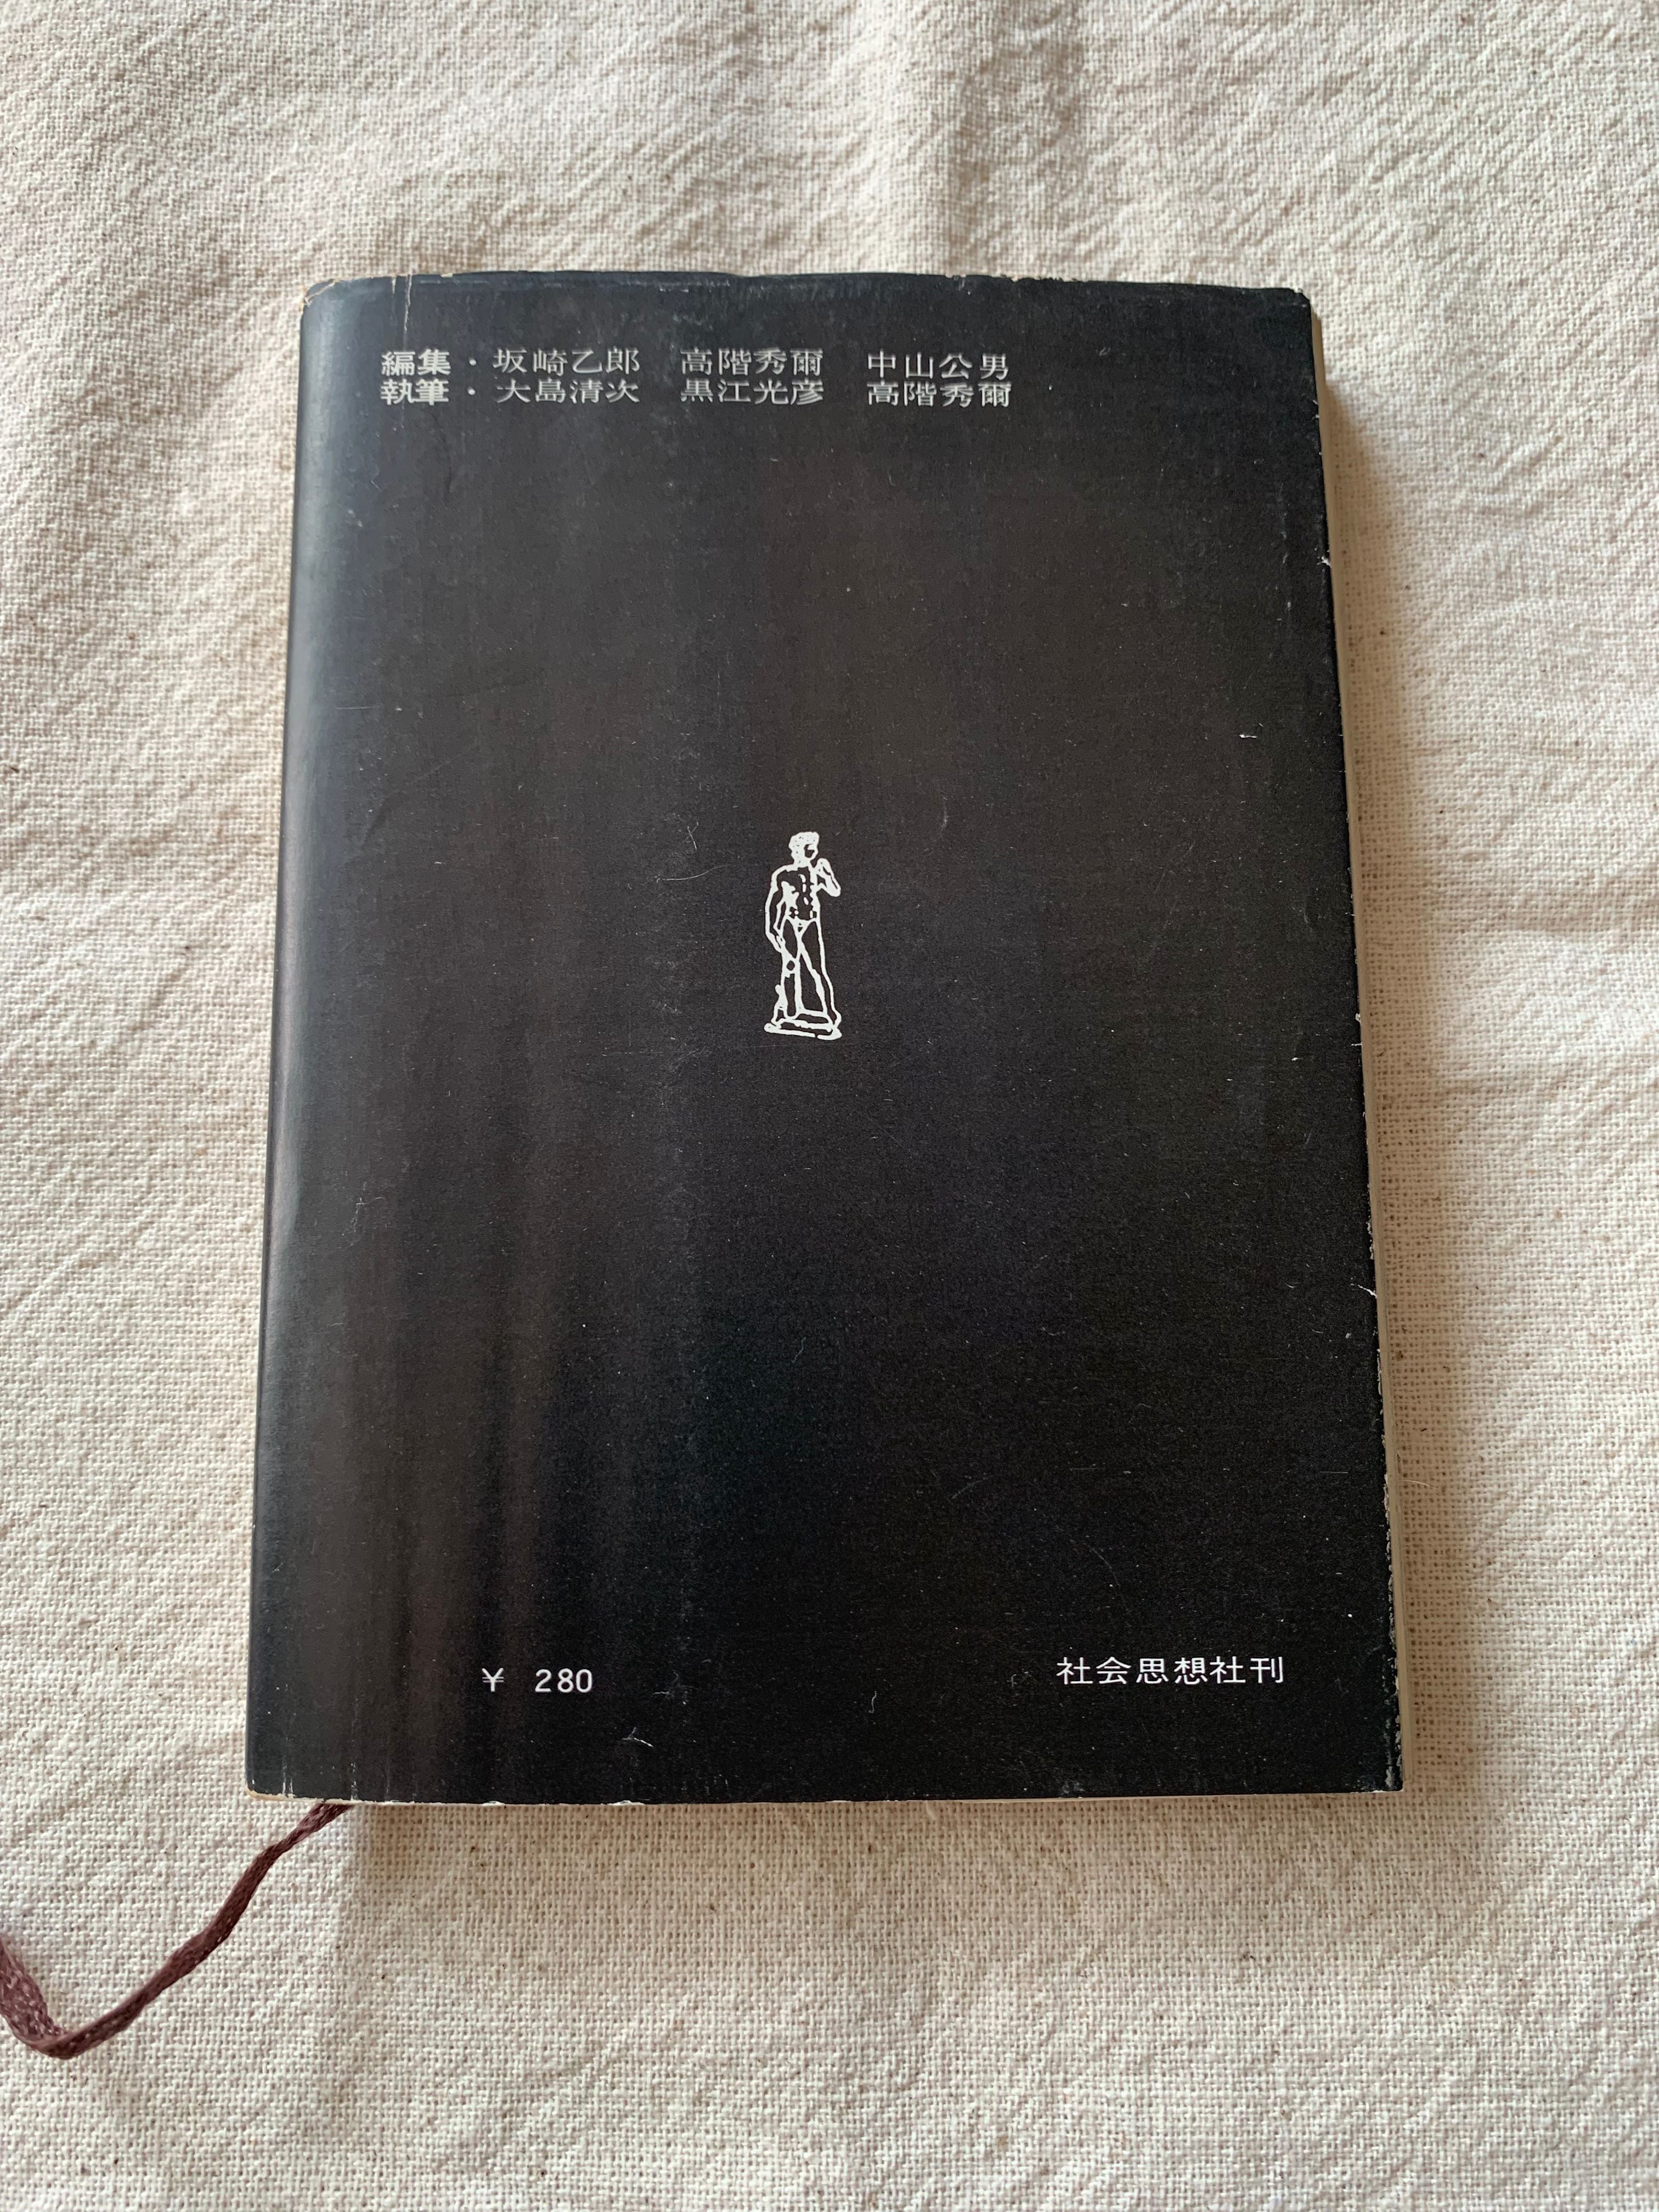 編集・坂崎乙郎　高階秀爾　中山公男
執筆・大島清次　黒江光彦　高階秀爾
¥ 280
社会思想社刊